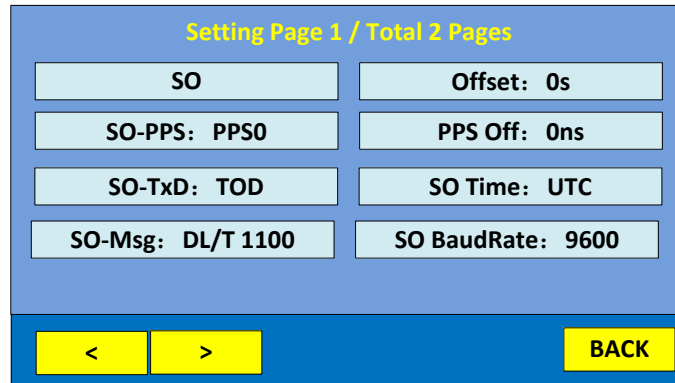 Setting Page 1 / Total 2 Pages
SO
Offset： 0s
SO-PPS： PPS0
PPS Off： 0ns
SO-TxD： TOD
SO Time： UTC
SO-Msg： DL/T 1100
SO BaudRate： 9600
<
>
BACK